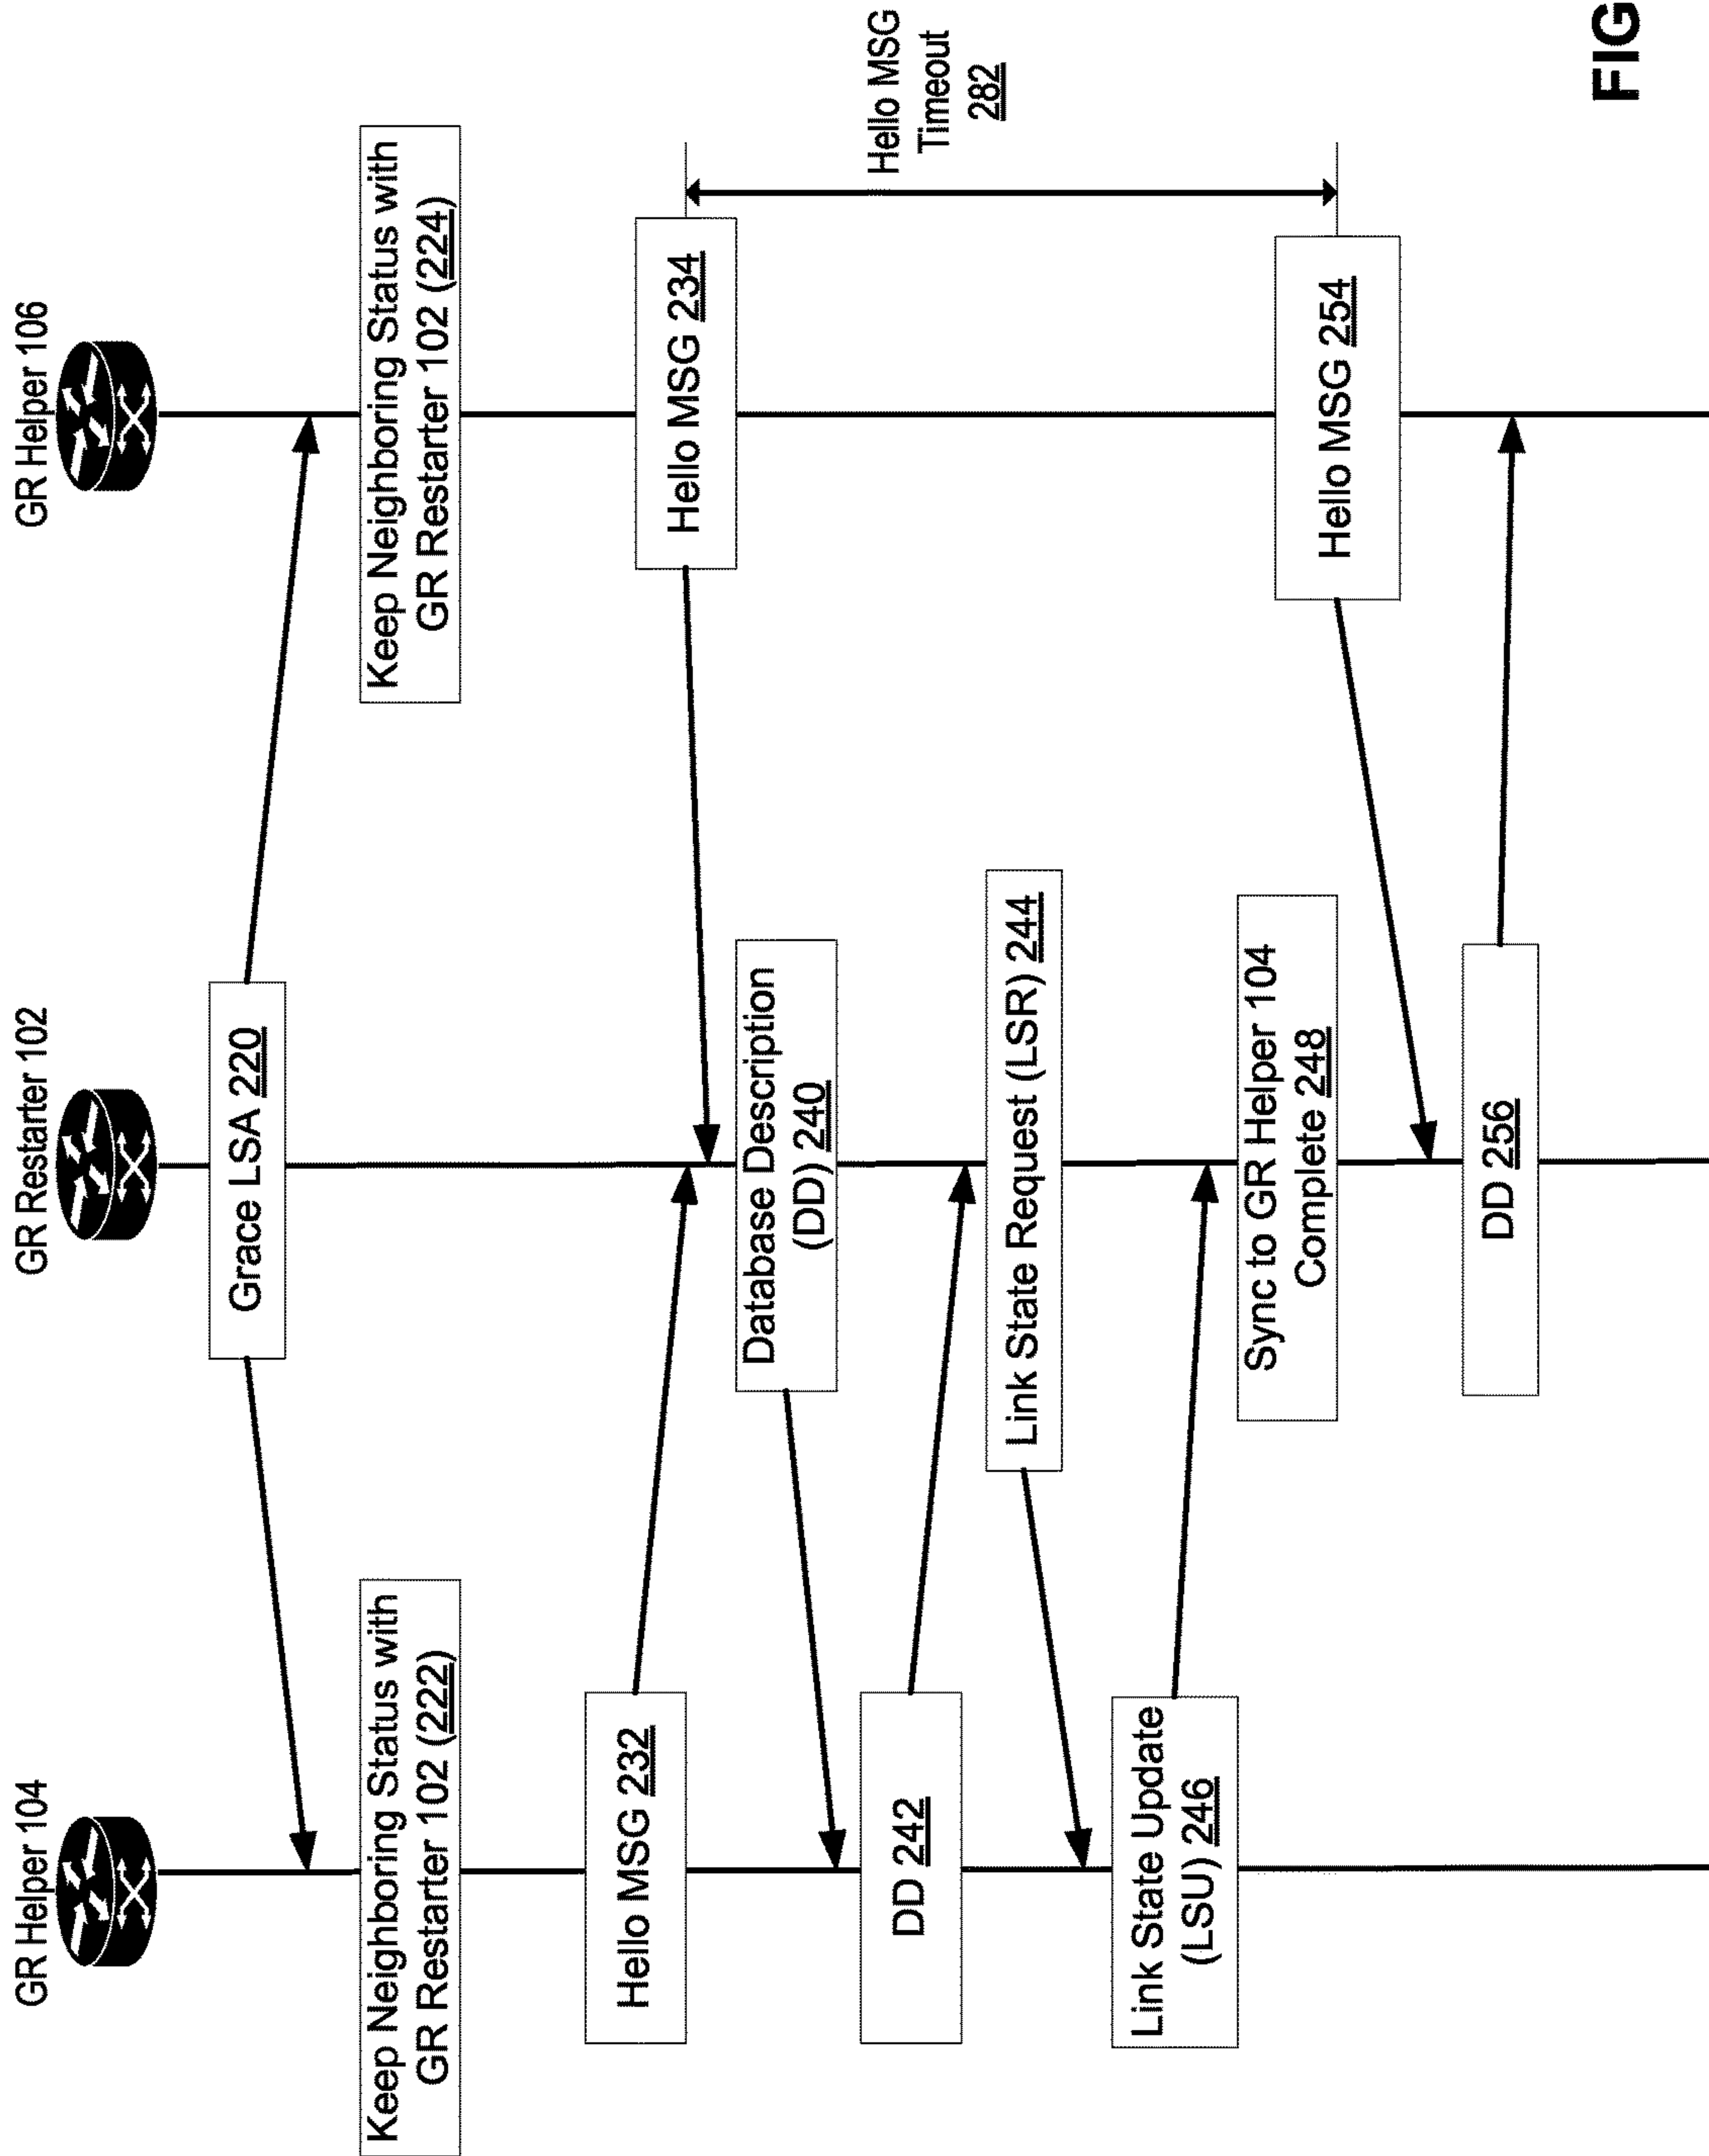 GR Helper 104
GR Restarter 102
GR Helper 106
Grace LSA 220
Keep Neighboring Status with
GR Restarter 102 (222)
Keep Neighboring Status with
GR Restarter 102 (224)
Hello MSG 232
Hello MSG 234
Database Description
(DD) 240
DD 242
Link State Request (LSR) 244
Link State Update
(LSU) 246
Sync to GR Helper 104
Complete 248
Hello MSG 254
DD 256
Hello MSG
Timeout
282
FIG